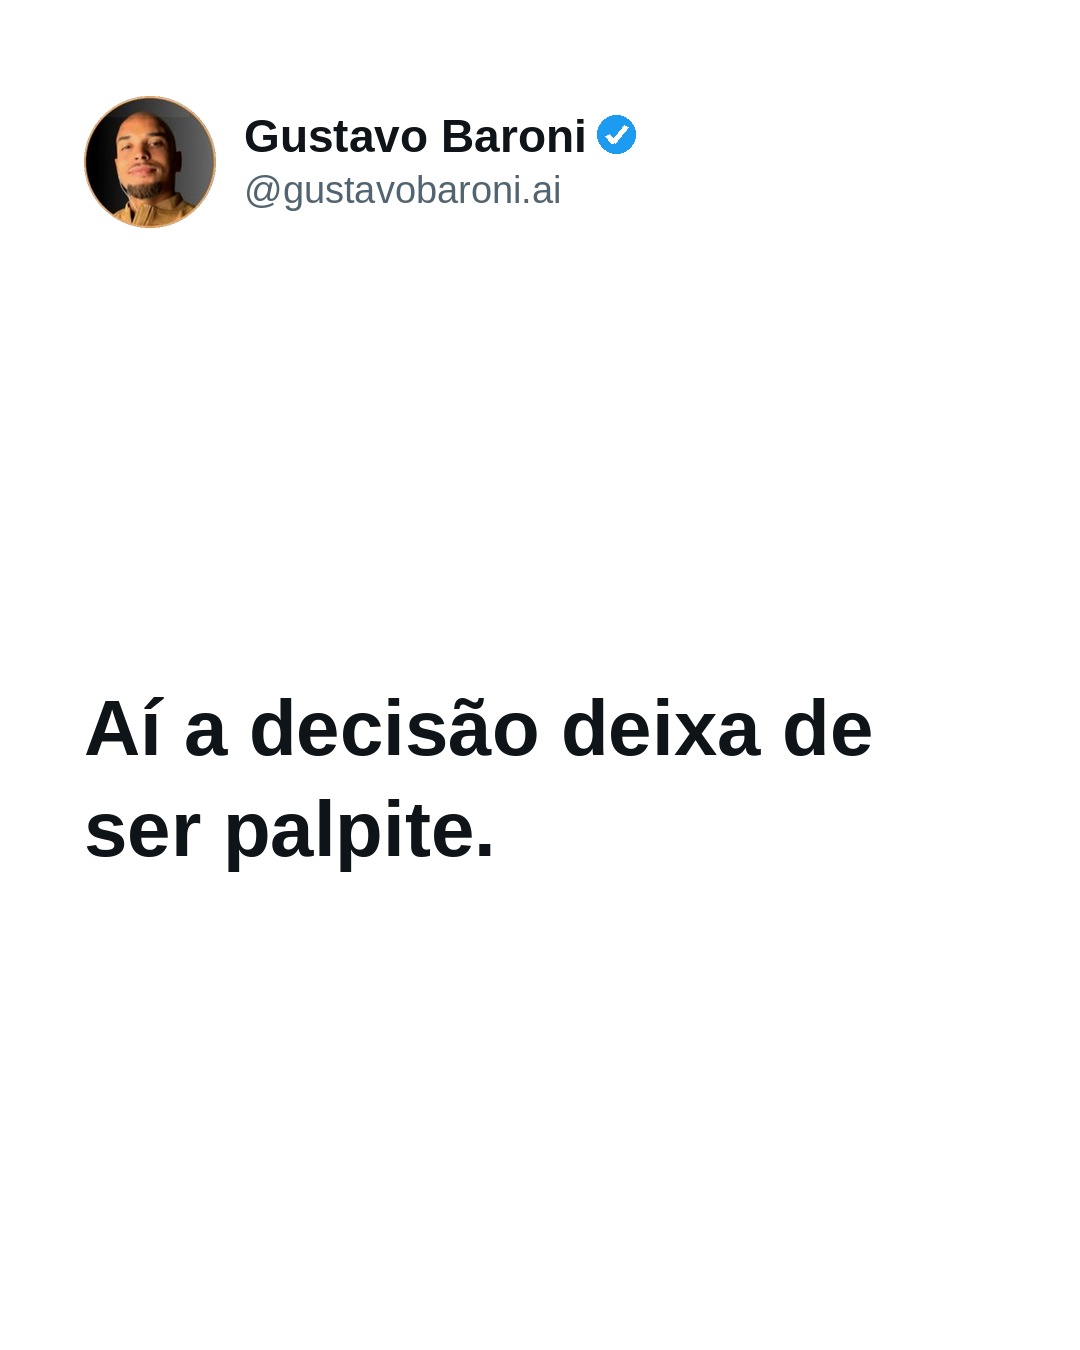 Gustavo Baroni
@gustavobaroni.ai
Aí a decisão deixa de
ser palpite.